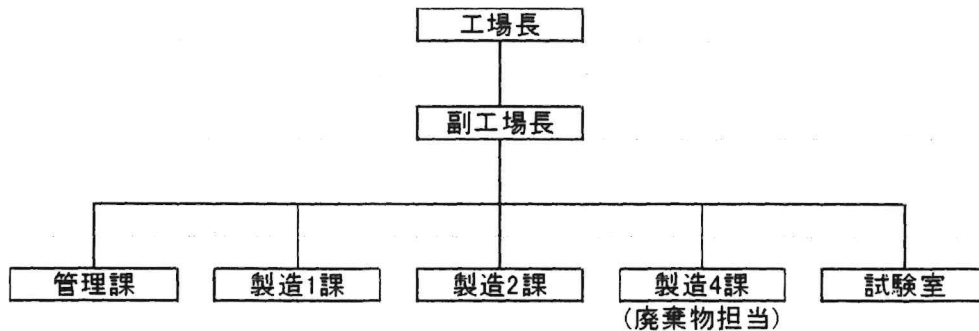 工場長
副工場長
管理課
製造1課
製造2課
製造4課
(廃棄物担当)
試験室